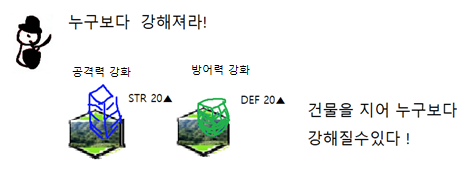 누구보다 강해져라!
공격력 강화
방어력 강화
STR 20▲
DEF 20▲
건물을 지어 누구보다
강해질수있다 !